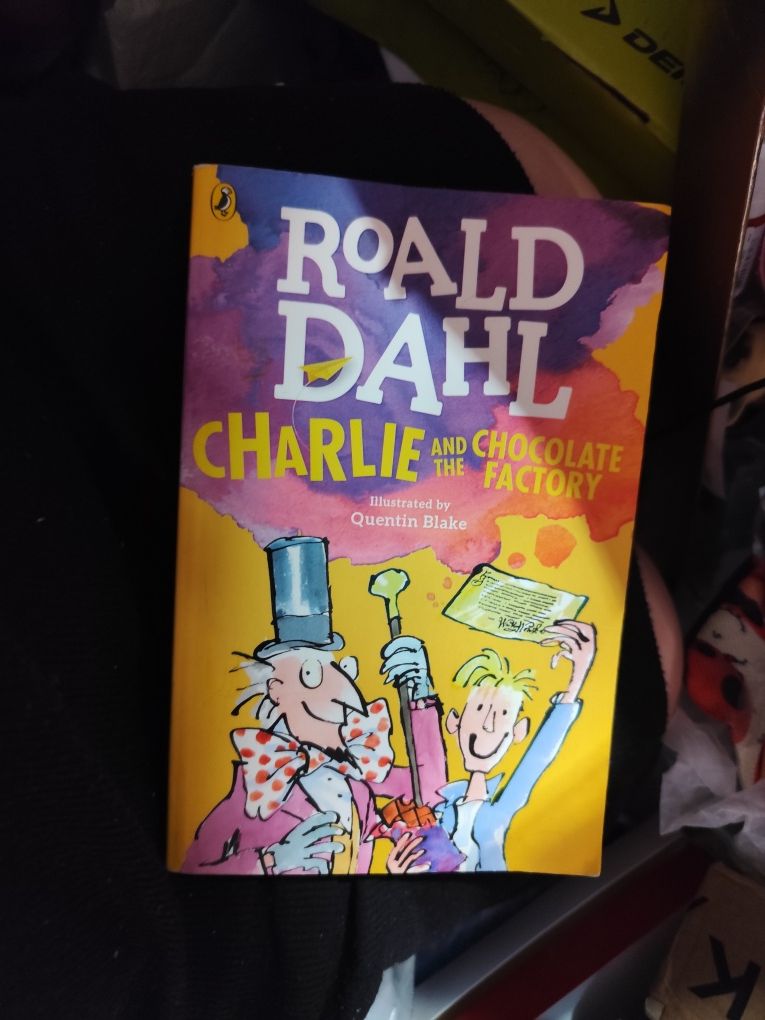 ROALD
DAHL
CHARLIE AND THE CHOCOLATE FACTORY
Illustrated by
Quentin Blake
K